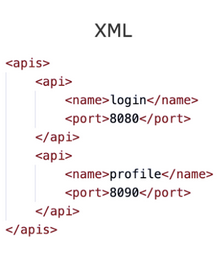 XML
<apis>
    <api>
        <name>login</name>
        <port>8080</port>
    </api>
    <api>
        <name>profile</name>
        <port>8090</port>
    </api>
</apis>